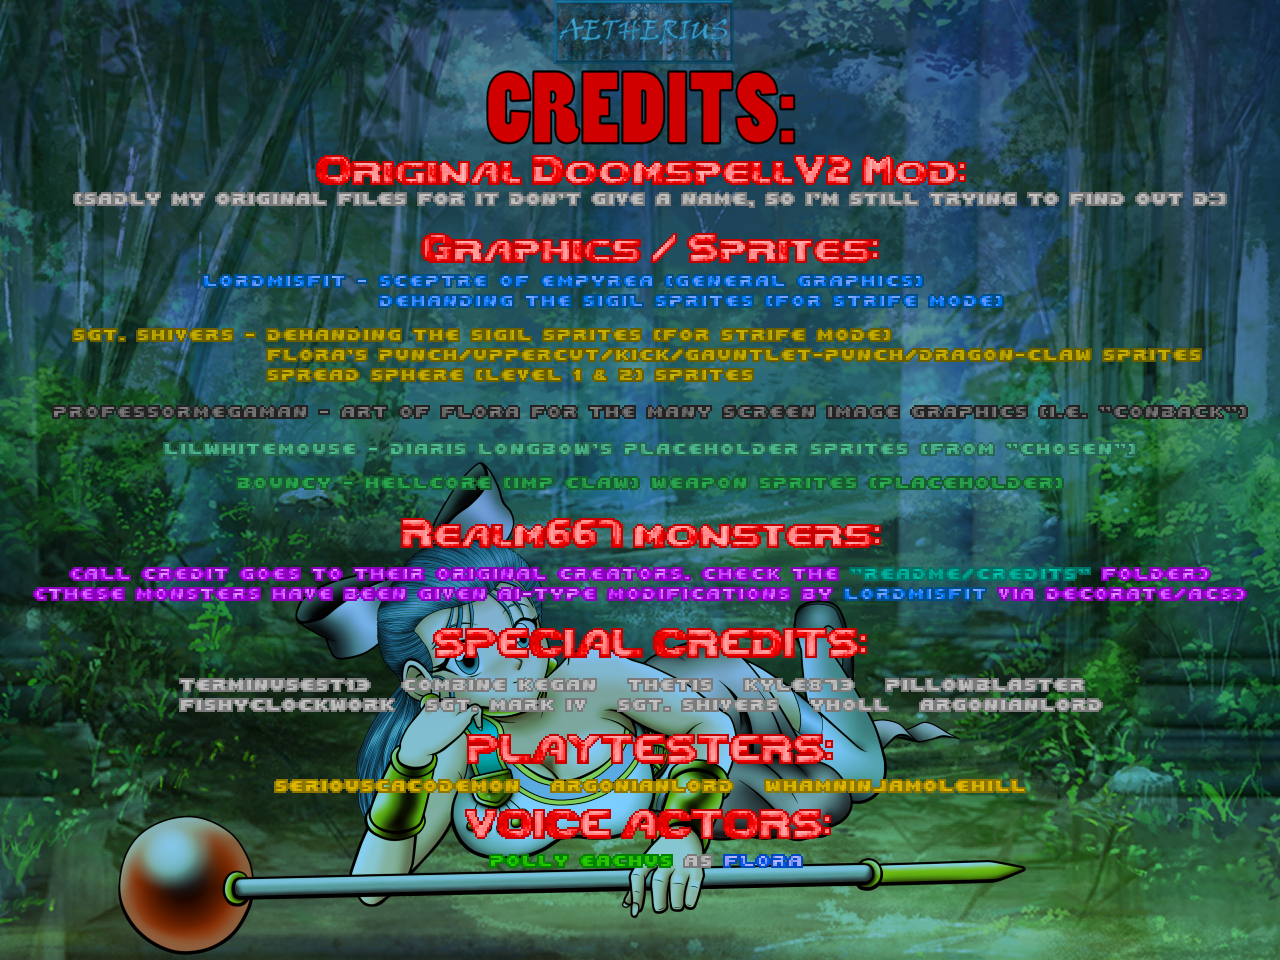 AETHERIUS
CREDITS:
Original DoomspellV2 Mod:
(SADLY MY ORIGINAL FILES FOR IT DON'T GIVE A NAME, SO I'M STILL TRYING TO FIND OUT D:)
Graphics / Sprites:
LORDMISFIT - SCEPTRE OF EMPYREA (GENERAL GRAPHICS)
DEHANDING THE SIGIL SPRITES (FOR STRIFE MODE)
SGT. SHIVERS - DEHANDING THE SIGIL SPRITES (FOR STRIFE MODE)
FLORA'S PUNCH/UPPERCUT/KICK/GAUNTLET-PUNCH/DRAGON-CLAW SPRITES
SPREAD SPHERE (LEVEL 1 & 2) SPRITES
PROFESSORMEGAMAN - ART OF FLORA FOR THE MANY SCREEN IMAGE GRAPHICS (I.E. "CONBACK")
LILWHITEMOUSE - DIARIS LONGBOW'S PLACEHOLDER SPRITES (FROM "CHOSEN")
BOUNCY - HELLCORE (IMP CLAW) WEAPON SPRITES (PLACEHOLDER)
Realm667 monsters:
(ALL CREDIT GOES TO THEIR ORIGINAL CREATORS. CHECK THE "README/CREDITS" FOLDER)
(THESE MONSTERS HAVE BEEN GIVEN AI-TYPE MODIFICATIONS BY LORDMISFIT VIA DECORATE/ACS)
SPECIAL CREDITS:
TERMINUSEST13 COMBINE KEGAN THETIS KYLE873 PILLOWBLASTER
FISHYCLOCKWORK SGT. MARK IV SGT. SHIVERS YHOLL ARGONIANLORD
PLAYTESTERS:
SERIOUSCACODEMON ARGONIANLORD WHAMNINJAMOLEHILL
VOICE ACTORS:
POLLY EACHUS AS FLORA